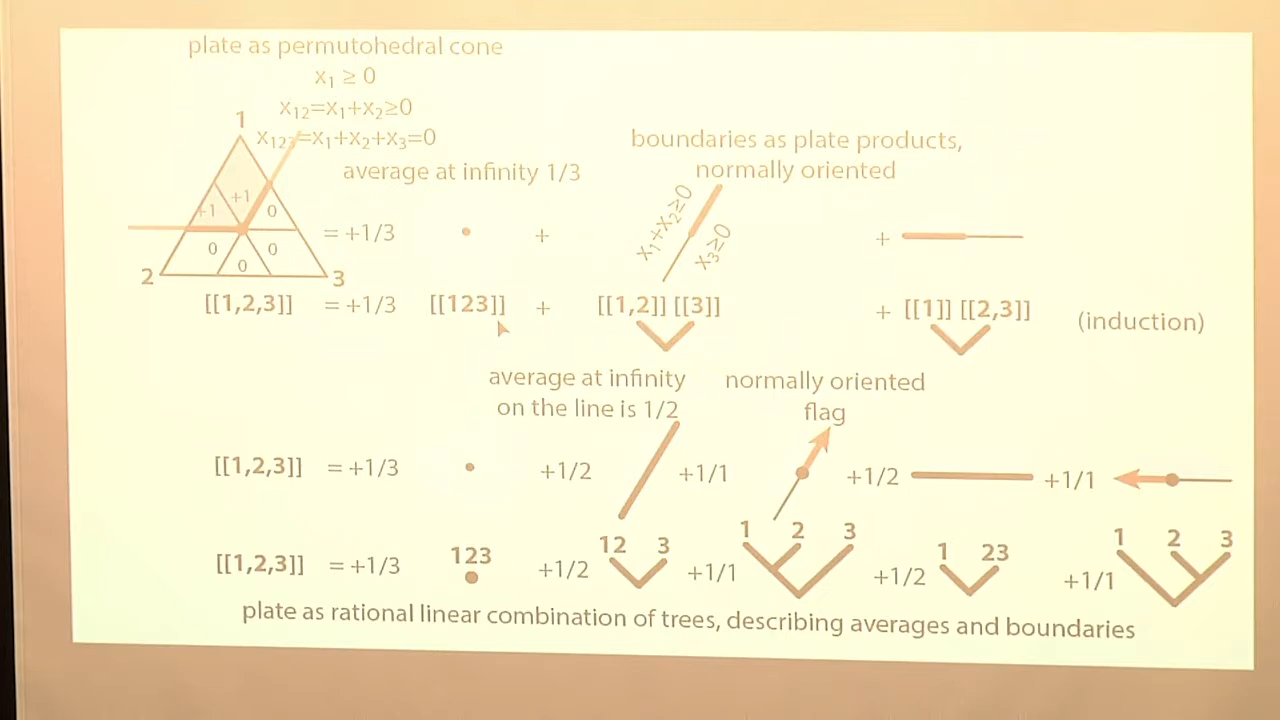 plate as permutohedral cone
x₁ ≥ 0
x₁₂=x₁+x₂≥0
x₁₂₃=x₁+x₂+x₃=0
1
+1
+1
0
0
0
0
2
3
average at infinity 1/3
boundaries as plate products,
normally oriented
x₁+x₂≥0
x₃≥0
= +1/3 • + +
[[1,2,3]] = +1/3 [[123]] + [[1,2]] [[3]] + [[1]] [[2,3]] (induction)
average at infinity
on the line is 1/2
normally oriented
flag
[[1,2,3]] = +1/3 • +1/2 +1/1 +1/2 +1/1
123 12 3 1 2 3 1 23 1 2 3
[[1,2,3]] = +1/3 +1/2 +1/1 +1/2 +1/1
plate as rational linear combination of trees, describing averages and boundaries